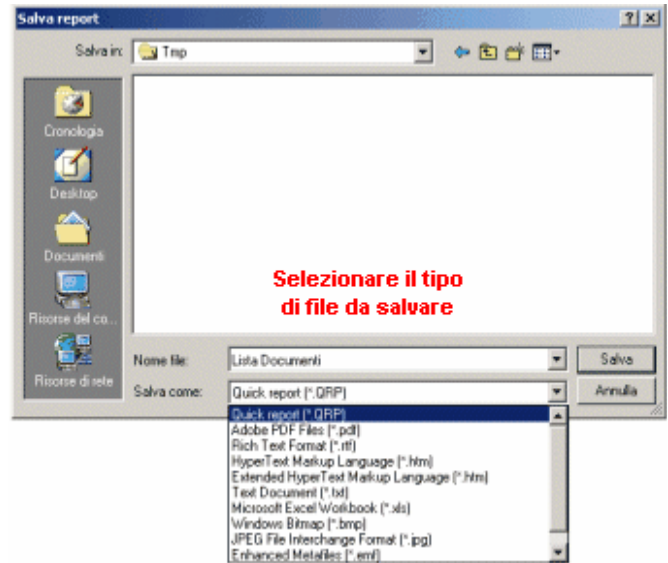 Salva report
Salva in:
Tmp
Cronologia
Desktop
Documenti
Risorse del co...
Risorse di rete
Selezionare il tipo
di file da salvare
Nome file:
Lista Documenti
Salva
Salva come:
Quick report (*.QRP)
Annulla
Quick report (*.QRP)
Adobe PDF Files (*.pdf)
Rich Text Format (*.rtf)
HyperText Markup Language (*.htm)
Extended HyperText Markup Language (*.htm)
Text Document (*.txt)
Microsoft Excel Workbook (*.xls)
Windows Bitmap (*.bmp)
JPEG File Interchange Format (*.jpg)
Enhanced Metafiles (*.emf)